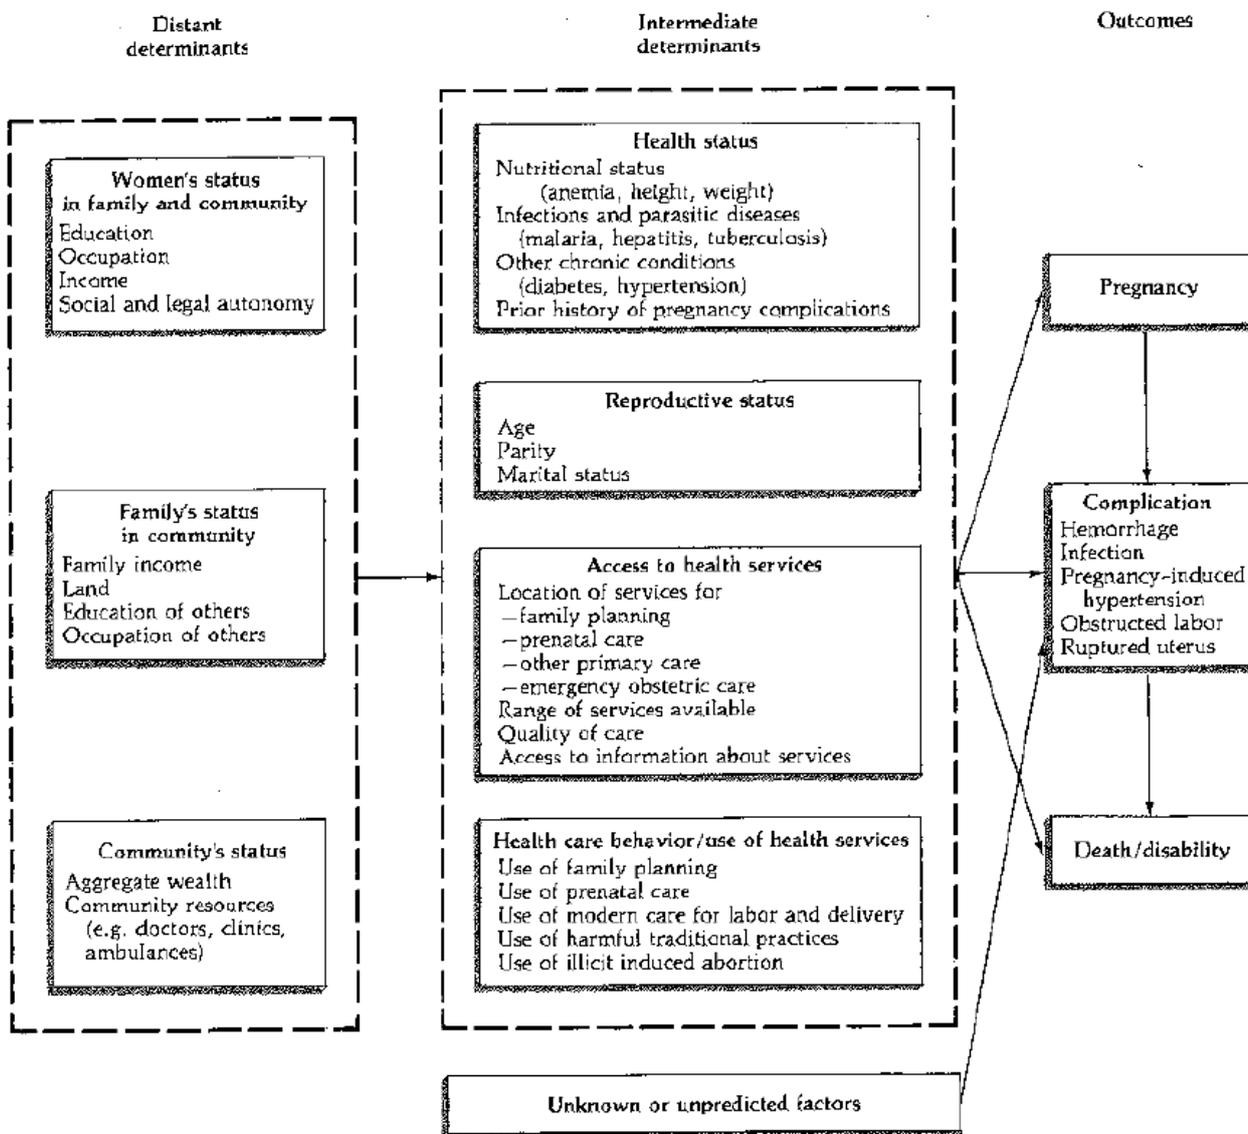 Distant
determinants
Intermediate
determinants
Outcomes
Women's status
in family and community
Education
Occupation
Income
Social and legal autonomy
Family's status
in community
Family income
Land
Education of others
Occupation of others
Community's status
Aggregate wealth
Community resources
(e.g. doctors, clinics,
ambulances)
Health status
Nutritional status
(anemia, height, weight)
Infections and parasitic diseases
(malaria, hepatitis, tuberculosis)
Other chronic conditions
(diabetes, hypertension)
Prior history of pregnancy complications
Reproductive status
Age
Parity
Marital status
Access to health services
Location of services for
—family planning
—prenatal care
—other primary care
—emergency obstetric care
Range of services available
Quality of care
Access to information about services
Health care behavior/use of health services
Use of family planning
Use of prenatal care
Use of modern care for labor and delivery
Use of harmful traditional practices
Use of illicit induced abortion
Unknown or unpredicted factors
Pregnancy
Complication
Hemorrhage
Infection
Pregnancy-induced
hypertension
Obstructed labor
Ruptured uterus
Death/disability